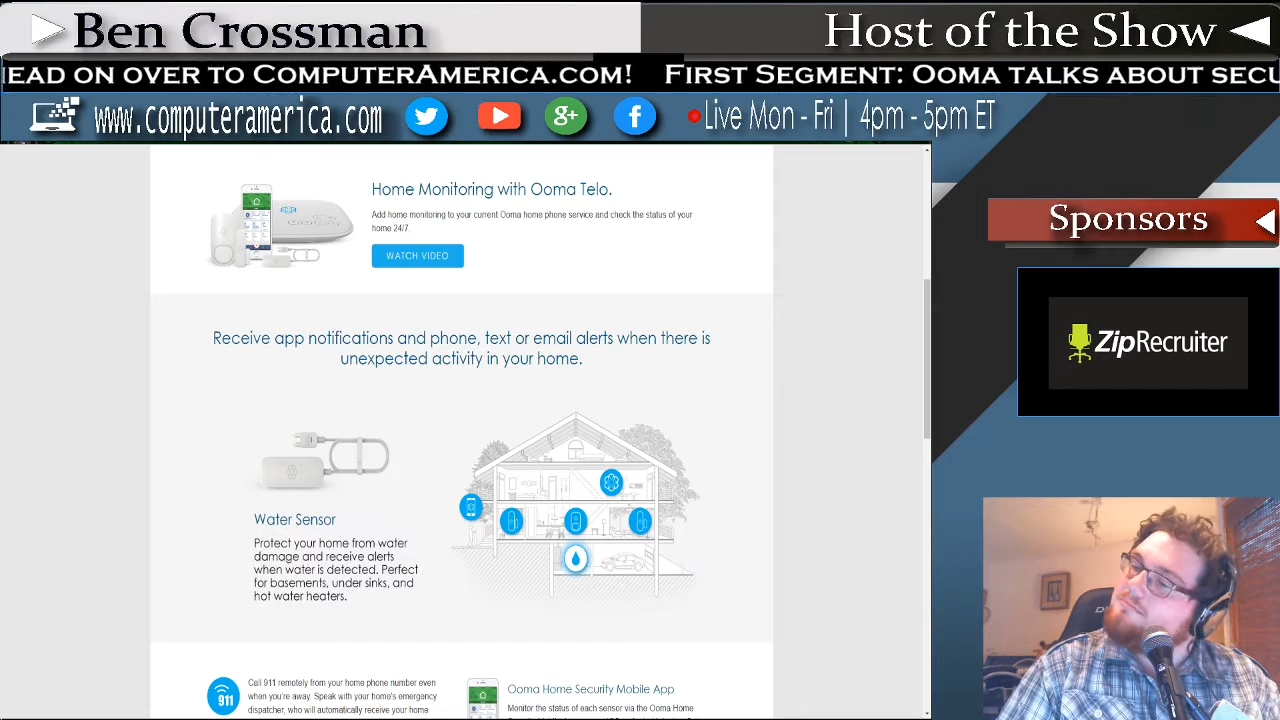 Ben Crossman
Host of the Show
EAD ON OVER TO COMPUTERAMERICA.COM! FIRST SEGMENT: OOMA TALKS ABOUT SECU
www.computeramerica.com
g+
Live Mon - Fri | 4pm - 5pm ET
Home Monitoring with Ooma Telo.
Add home monitoring to your current Ooma home phone service and check the status of your
home 24/7.
WATCH VIDEO
Sponsors
ZipRecruiter
Receive app notifications and phone, text or email alerts when there is
unexpected activity in your home.
Water Sensor
Protect your home from water
damage and receive alerts
when water is detected. Perfect
for basements, under sinks, and
hot water heaters.
911
Call 911 remotely from your home phone number even
when you're away. Speak with your home's emergency
dispatcher, who will automatically receive your home
Ooma Home Security Mobile App
Monitor the status of each sensor via the Ooma Home